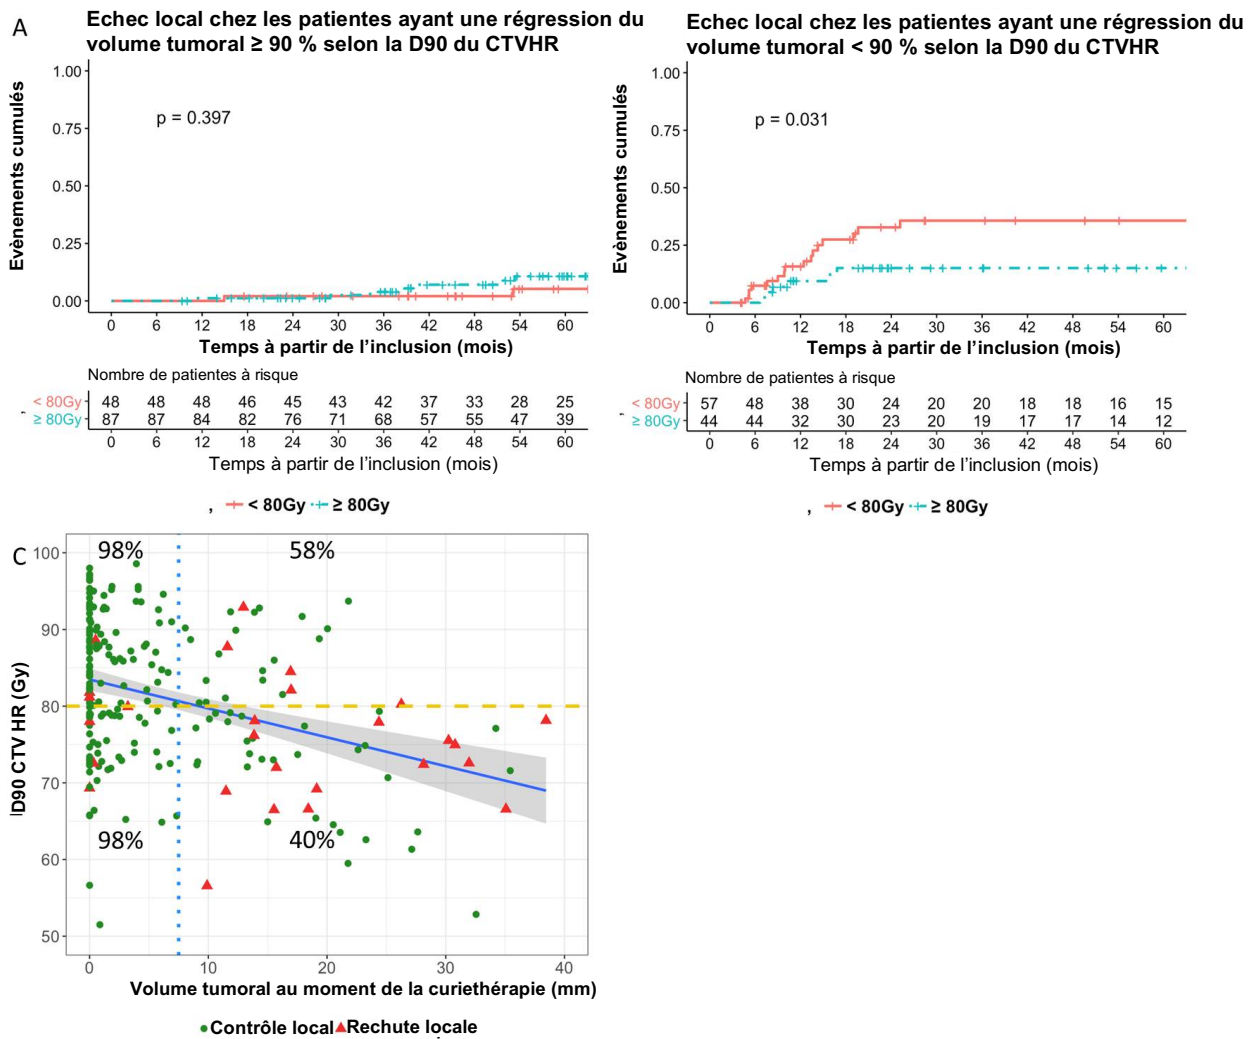 A
Echec local chez les patientes ayant une régression du
volume tumoral ≥ 90 % selon la D90 du CTVHR
Evènements cumulés
1.00
0.75
0.50
0.25
0.00
p = 0.397
0 6 12 18 24 30 36 42 48 54 60
Temps à partir de l'inclusion (mois)
Nombre de patientes à risque
, < 80Gy 48 48 48 46 45 43 42 37 33 28 25
≥ 80Gy 87 87 84 82 76 71 68 57 55 47 39
0 6 12 18 24 30 36 42 48 54 60
Temps à partir de l'inclusion (mois)
, < 80Gy ≥ 80Gy
Echec local chez les patientes ayant une régression du
volume tumoral < 90 % selon la D90 du CTVHR
Evènements cumulés
1.00
0.75
0.50
0.25
0.00
p = 0.031
0 6 12 18 24 30 36 42 48 54 60
Temps à partir de l'inclusion (mois)
Nombre de patientes à risque
, < 80Gy 57 48 38 30 24 20 20 18 18 16 15
≥ 80Gy 44 44 32 30 23 20 19 17 17 14 12
0 6 12 18 24 30 36 42 48 54 60
Temps à partir de l'inclusion (mois)
, < 80Gy ≥ 80Gy
C
D90 CTV HR (Gy)
100
90
80
70
60
50
98% 58%
98% 40%
0 10 20 30 40
Volume tumoral au moment de la curiethérapie (mm)
Contrôle local Rechute locale